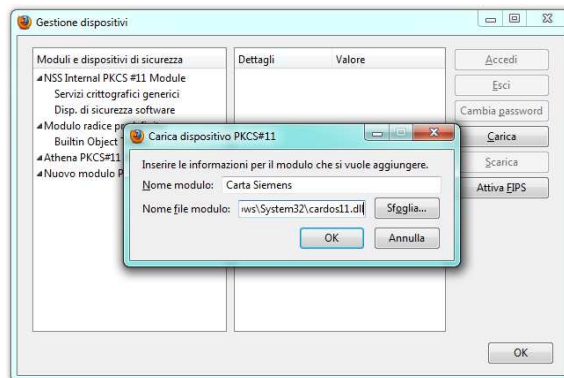 Gestione dispositivi
Moduli e dispositivi di sicurezza
Dettagli
Valore
NSS Internal PKCS #11 Module
Servizi crittografici generici
Disp. di sicurezza software
Modulo radice
Builtin Object
Athena PKCS#11
Nuovo modulo
Accedi
Esci
Cambia password
Carica
Scarica
Attiva FIPS
Carica dispositivo PKCS#11
Inserire le informazioni per il modulo che si vuole aggiungere.
Nome modulo: Carta Siemens
Nome file modulo: ws\System32\cardos11.dll Sfoglia...
OK Annulla
OK